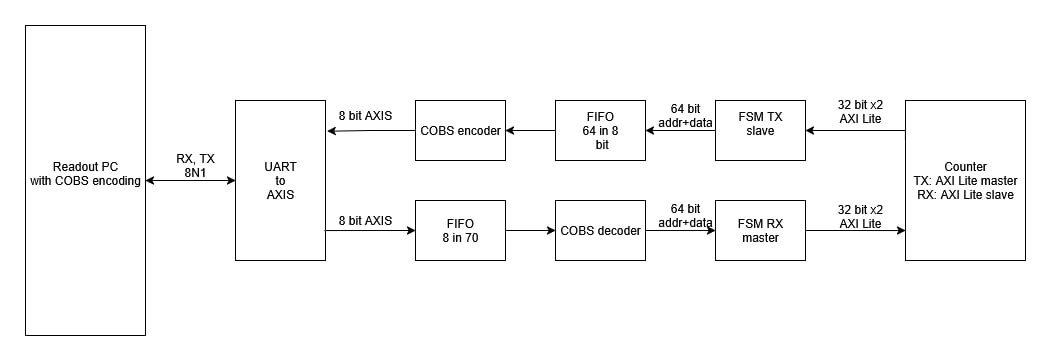 Readout PC
with COBS encoding
RX, TX
8N1
UART
to
AXIS
8 bit AXIS
COBS encoder
FIFO
64 in 8
bit
64 bit
addr+data
FSM TX
slave
32 bit x2
AXI Lite
Counter
TX: AXI Lite master
RX: AXI Lite slave
8 bit AXIS
FIFO
8 in 70
COBS decoder
64 bit
addr+data
FSM RX
master
32 bit x2
AXI Lite